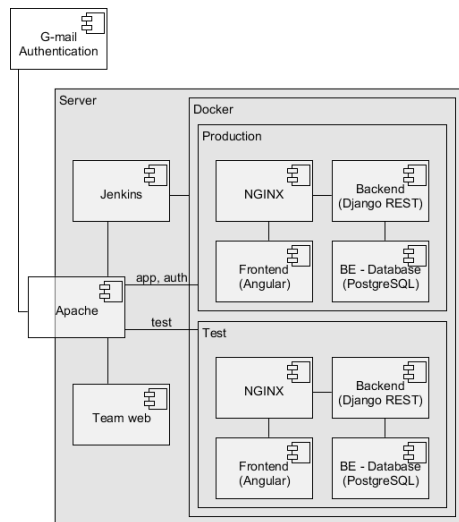 G-mail
Authentication
Server
Docker
Production
Jenkins
NGINX
Backend
(Django REST)
Frontend
(Angular)
BE - Database
(PostgreSQL)
app, auth
Apache
test
Test
Team web
NGINX
Backend
(Django REST)
Frontend
(Angular)
BE - Database
(PostgreSQL)